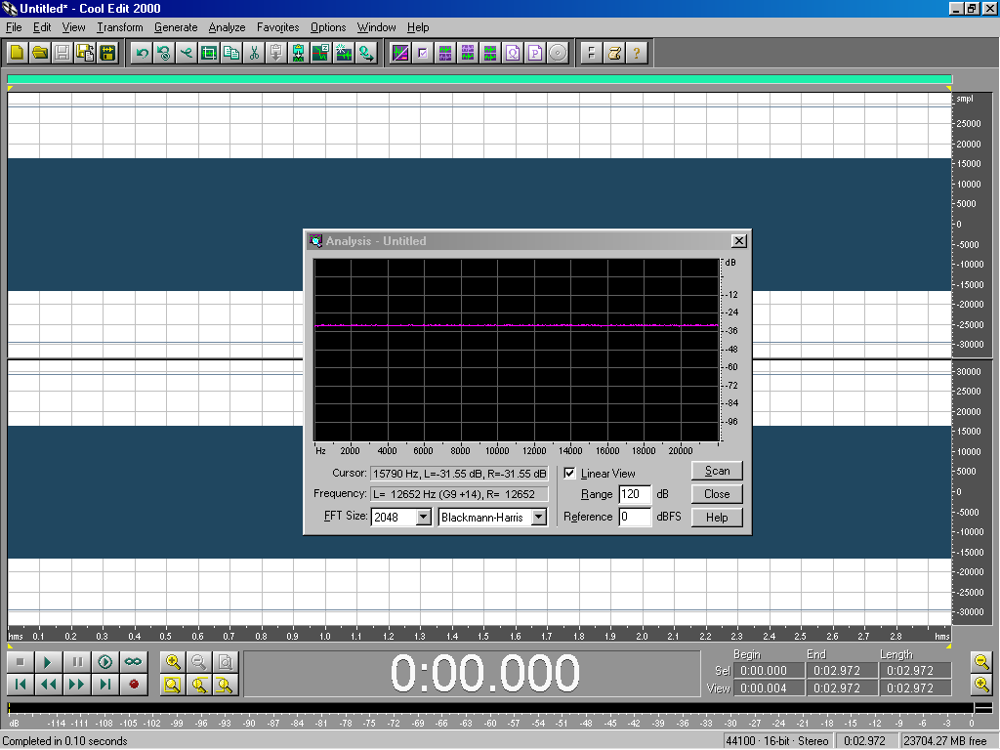 Untitled* - Cool Edit 2000
File Edit View Transform Generate Analyze Favorites Options Window Help
Q P F ?
smpl
25000
20000
15000
10000
5000
0
-5000
-10000
-15000
-20000
-25000
-30000
30000
25000
20000
15000
10000
5000
0
-5000
-10000
-15000
-20000
-25000
-30000
Analysis - Untitled
dB
-12
-24
-36
-48
-60
-72
-84
-96
Hz 2000 4000 6000 8000 10000 12000 14000 16000 18000 20000
Cursor: 15790 Hz, L=-31.55 dB, R=-31.55 dB
Linear View
Scan
Frequency: L= 12652 Hz (G9 +14), R= 12652
Range 120 dB
Close
FFT Size: 2048 Blackmann-Harris
Reference 0 dBFS
Help
hms 0.1 0.2 0.3 0.4 0.5 0.6 0.7 0.8 0.9 1.0 1.1 1.2 1.3 1.4 1.5 1.6 1.7 1.8 1.9 2.0 2.1 2.2 2.3 2.4 2.5 2.6 2.7 2.8 hms
0:00.000
Begin End Length
Sel 0:00.000 0:02.972 0:02.972
View 0:00.004 0:02.972 0:02.972
dB -114 -111 -108 -105 -102 -99 -96 -93 -90 -87 -84 -81 -78 -75 -72 -69 -66 -63 -60 -57 -54 -51 -48 -45 -42 -39 -36 -33 -30 -27 -24 -21 -18 -15 -12 -9 -6 -3 0
Completed in 0.10 seconds
44100 · 16-bit · Stereo
0:02.972
23704.27 MB free